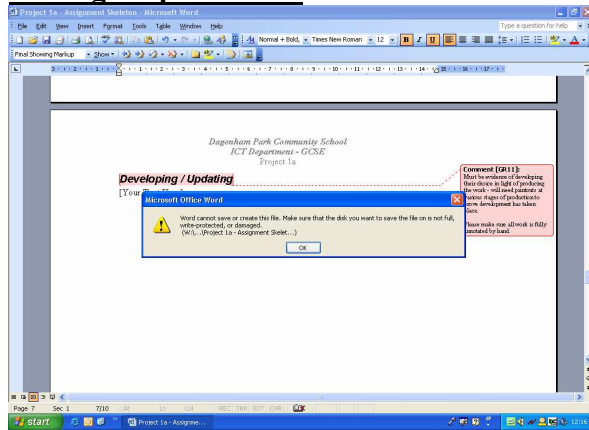 Project 1a - Assignment Skeleton - Microsoft Word
File Edit View Insert Format Tools Table Window Help
Type a question for help
Normal + Bold, Times New Roman 12 B I U
Final Showing Markup Show
Dagenham Park Community School
ICT Department - GCSE
Project 1a
Developing / Updating
[Your
Comment [GR11]:
Must be evidence of developing
their choice in light of producing
the work - will need printouts at
various stages of production to
prove development has taken
place.
Please make sure all work is fully
annotated by hand.
Microsoft Office Word
Word cannot save or create this file. Make sure that the disk you want to save the file on is not full,
write-protected, or damaged.
(W:\...\Project 1a - Assignment Skelet...)
OK
Page 7 Sec 1 7/10 At Ln Col REC TRK EXT OVR
start
Project 1a - Assignme...
12:16